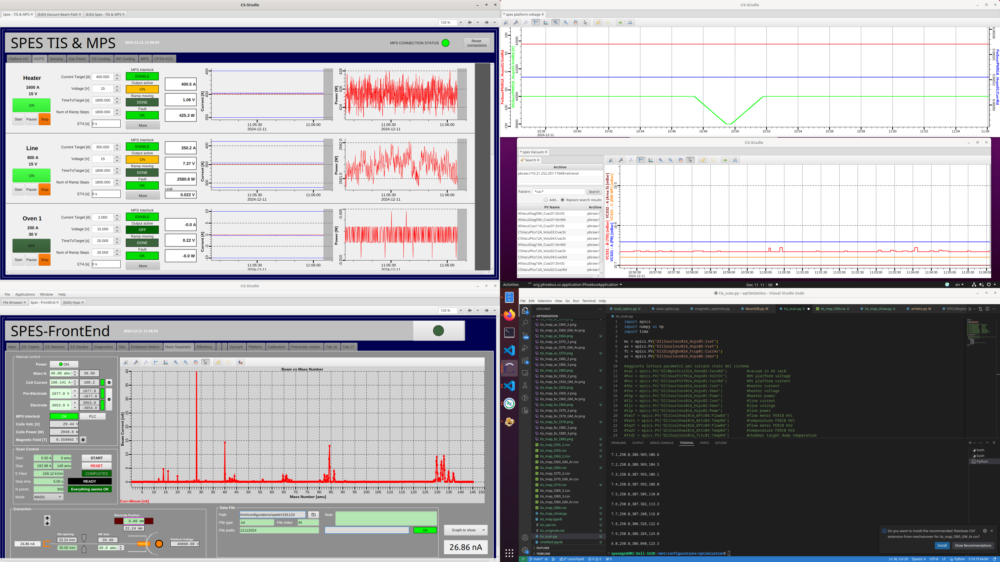 CS-Studio
Spes - TIS & MPS
[Edit] Vacuum Beam Path
[Edit] Spes - TIS & MPS
100 %
SPES TIS & MPS
2024-12-11 11:06:04
MPS CONNECTION STATUS
Reset connections
Platform HV
HCPS
Sensing
Gas Panel
TIS Cooling
WF Cooling
MPS
CPTA-VCS
Heater
1600 A
15 V
ON
Start Pause Stop
Current Target [A] 400.000
Voltage [V] 15
TimeToTarget [s] 1800.000
Num of Ramp Steps 1800.000
ETA [s] 0 s
MPS Interlock
ENABLE
Output active
ON
Ramp moving
DONE
Fault
OK
More
400.5 A
1.06 V
425.3 W
Current [A]
450
400
350
11:05:30
2024-12-11
11:06:00
Power [W]
428
426
424
11:05:30
2024-12-11
11:06:00
Line
800 A
15 V
ON
Start Pause Stop
Current Target [A] 350.000
Voltage [V] 15
TimeToTarget [s] 1800.000
Num of Ramp Steps 1800.000
ETA [s] 0 s
MPS Interlock
ENABLE
Output active
ON
Ramp moving
DONE
Fault
OK
More
350.2 A
7.37 V
2580.8 W
Leak
0.022 V
Current [A]
400
350
300
11:05:30
2024-12-11
11:06:00
Power [W]
2582.0
2581.0
11:05:30
2024-12-11
11:06:00
Oven 1
200 A
30 V
OFF
Start Pause Stop
Current Target [A] 2.000
Voltage [V] 15.000
TimeToTarget [s] 20.000
Num of Ramp Steps 20.000
ETA [s] 0 s
MPS Interlock
ENABLE
Output active
OFF
Ramp moving
DONE
Fault
OK
More
-0.0 A
0.22 V
-0.0 W
Current [A]
10
5
0
-5
-10
11:05:30
2024-12-11
11:06:00
Power [W]
-0.005
-0.010
11:05:30
2024-12-11
11:06:00
CS-Studio
* spes platform voltage
FeSourPltf01A_Hvps01:VoltRd
Dl1SourPltf01A_Hvps01:VoltRd [V]
100
50
0
-50
-100
-150
42000
41000
40000
39000
10:38 10:40 10:42 10:44 10:46 10:48 10:50 10:52 10:54 10:56 10:58 11:00 11:02 11:04 11:06
2024-12-11
0.000030
0.000020
0.000010
0.000000
FeSourPltf01A_Hvps01:CurrRd
CS-Studio
* spes Vacuum
Search
Archive
pbraw://10.21.252.201:17668/retrieval
Pattern: *vac* Search
Add... Replace search results
PV Name Archive
AlVacuDiag09A_Cvac01:StrtSt pbraw:/
AlVacuDiag09A_Cvac01:StrtRd pbraw:/
AlVacuCryo11A_Cvac01:StrtSt pbraw:/
C5VacuPlcs12A_Volu03:CvacSt pbraw:/
C5VacuPlcs12A_Volu04:CvacSt pbraw:/
AlVacuDiag10A_Cvac01:StrtRd pbraw:/
C5VacuPlcs12A_Volu02:CvacSt pbraw:/
C5VacuPlcs12A_Volu04:CvacRd pbraw:/
AlVacuDiag10A_Cvac01:StrtSt pbraw:/
C5VacuPlcs12A_Volu02:CvacRd pbraw:/
VCS31 - B (TIS) [mBar]
VCS32 - A (Area 5) [mBar]
VCS31 - A (PB) [mBar]
VCS31 - C (RIB WF) [mBar]
1E-5
1E-6
1E-7
10:56:30 10:57:00 10:57:30 10:58:00 10:58:30 10:59:00 10:59:30 11:00:00 11:00:30 11:01:00 11:01:30 11:02:00 11:02:30 11:03:00 11:03:30 11:04:00 11:04:30 11:05:00 11:05:30 11:06:00
2024-12-11
CS-Studio
File Applications Window Help
File Browser
Spes - FrontEnd
[Edit] Hcps
100 %
SPES-FrontEnd
2024-12-11 11:06:04
Main
ES Triplets
ES Steerers
ES Dipoles
Diagnostics
Slits
Emittance Meters
Mass Separator
Efficiency
Vacuum
Platform
Calibration
Pneumatic motion
Tab 16
Tab 17
Manual control
Power ON
Mass N. 40.00 amu 39.99
Coil Current 100.141 A 100.2
Pre-Electrode 1877.0 V 1877.0
-1877.0
Electrode 3953.0 V 3953.0
-3953.0
MPS Interlock OK PLC
Coils Volt. [V] 29.44 V
Coils Power (W) 2948.6 W
Magnetic Field [T] 0.359903 T
Scan Control
Start 0.00 A 0 amu START
Stop 192.88 A 148 amu RESET
E Filed 158.12 kV/m COMPLETED
Step time 5.00 s READY
N points 900 Everything seems OK
Mode MASS
Beam vs Mass Number
Beam Current [nA]
40
35
30
25
20
15
10
5
0
5 10 15 20 25 30 35 40 45 50 55 60 65 70 75 80 85 90 95 100 105 110 115 120 125 130 135 140 145 150
Mass Number [amu]
Curr-Mnum [nA]
Extraction
Electrode Position
0.00 mm
22.24 mm
Slit opening
33.24 mm
30.00 mm
WF amu
39.99
40.0 amu
26.86 nA
Platform Voltage
40000.00 V
Data File
Path /mnt/configurations/spettri/191124
File type .txt File index 34
File prefix 12112024
Note
OK
Graph to show
26.86 nA
Activities
org.phoebus.ui.application.PhoebusApplication
Dec 11 11:06
en
tis_scan.py - optimization - Visual Studio Code
File Edit Selection View Go Run Terminal Help
EXPLORER
OPTIMIZATION
tis_map_ac_l350.png
tis_map_ac_l360_2.png
tis_map_ac_l360_GM_Ar.png
tis_map_ac_l360.png U
tis_map_ac_l370_2.png
tis_map_ac_l370_GM_Ar.png
tis_map_ac_l370.png U
tis_map_ac_l380_2.png
tis_map_ac_l380_3.png
tis_map_ac_l380.png U
tis_map_bc_l350_2.png
tis_map_bc_l350_GM_Ar.png
tis_map_bc_l350.png U
tis_map_bc_l360_2.png
tis_map_bc_l360_GM_Ar.png
tis_map_bc_l360.png U
tis_map_bc_l370_2.png
tis_map_bc_l370_GM_Ar.png
tis_map_bc_l370.png U
tis_map_bc_l380_2.png
tis_map_bc_l380_3.png
tis_map_bc_l380.png U
tis_map_l350_2.csv U
tis_map_l350.csv U
tis_map_l360_2.csv U
tis_map_l360_GM_Ar.csv
tis_map_l360.csv U
tis_map_l370_2.csv
tis_map_l370_GM_Ar.csv
tis_map_l370.csv U
tis_map_l380_2.csv
tis_map_l380_3.csv
tis_map_l380_GM_Ar.csv
tis_map_l380.csv U
tis_map_show.py U
tis_map.ipynb U
tis_opt.txt U
tis_originale.txt U
tis_scan.py U
Untitled.ipynb U
OUTLINE
TIMELINE
load_optics.py U
save_optics.py
magnetic_optimize.py
BeamDB.py M
tis_scan.py U
tis_map_l380.csv U
tis_map_show.py U
amleto.py M
EPICSBayesi
tis_scan.py
1 import epics
2 import numpy as np
3 import time
4
5 mc = epics.PV("Dl1SourIonz01A_Hcps05:Iset")
6 av = epics.PV("Dl1SourIonz01A_Hvps06:Vset")
7 fc = epics.PV("Dl1DiagDgbx02A_Fcup01:CurrAv")
8 ac = epics.PV("Dl1SourIonz01A_Hvps06:Imon")
9
10 #aggiunta lettura parametri per salvare stato del sistema
11 #vac = epics.PV("Dl1MpscVcsr31A_Penn02:VacuRd") #vacuum in A6 secB
12 #hvv = epics.PV("Dl1SourPltf01A_Hvps01:VoltSt") #HV platform voltage
13 #hvc = epics.PV("Dl1SourPltf01A_Hvps01:CurrRd") #HV platform current
14 #thc = epics.PV("Dl1SourIonz01A_Hcps01:Iset") #heater current
15 #thv = epics.PV("Dl1SourIonz01A_Hcps01:Vmon") #heater voltage
16 #thp = epics.PV("Dl1SourIonz01A_Hcps01:Powe") #heater power
17 #tlc = epics.PV("Dl1SourIonz01A_Hcps02:Iset") #line current
18 #tlv = epics.PV("Dl1SourIonz01A_Hcps02:Vmon") #line volatge
19 #tlp = epics.PV("Dl1SourIonz01A_Hcps02:Powe") #line power
20 #tw1f = epics.PV("Dl1CoolHvwl01A_Wftr08:FlowRd") #flow meter FERIB HV1
21 #tw1t = epics.PV("Dl1CoolHvwl01A_Wttr03:TempRd") #temperature FERIB HV1
22 #tw2f = epics.PV("Dl1CoolHvwl02A_Wftr09:FlowRd") #flow meter FERIB HV2
23 #tw2t = epics.PV("Dl1CoolHvwl01A_Wttr04:TempRd") #temperature FERIB HV2
24 #ttd1 = epics.PV("Dl1SourIonz01A_Tctc01:TempRd") #chamber target dump temperature
PROBLEMS OUTPUT DEBUG CONSOLE TERMINAL PORTS GITLENS
7.1,250.0,308.969,106.6
7.2,250.0,308.969,104.5
7.3,250.0,307.993,106.1
7.4,250.0,307.993,108.0
7.5,250.0,307.505,110.0
7.6,250.0,307.382,113.3
7.7,250.0,307.260,118.0
7.8,250.0,306.528,122.6
7.9,250.0,306.284,124.0
8.0,250.0,306.040,123.3
spesmgr@HMI-Dell-3420:/mnt/configurations/optimization$
bash
bash
Python
Do you want to install the recommended 'Rainbow CSV'
extension from mechatroner for tis_map_l380_GM_Ar.csv?
Install
Show Recommendations
main*
Launchpad
0 0
0
Ln 36, Col 29 Spaces: 4 UTF-8 LF Python 3.10.15 64-bit